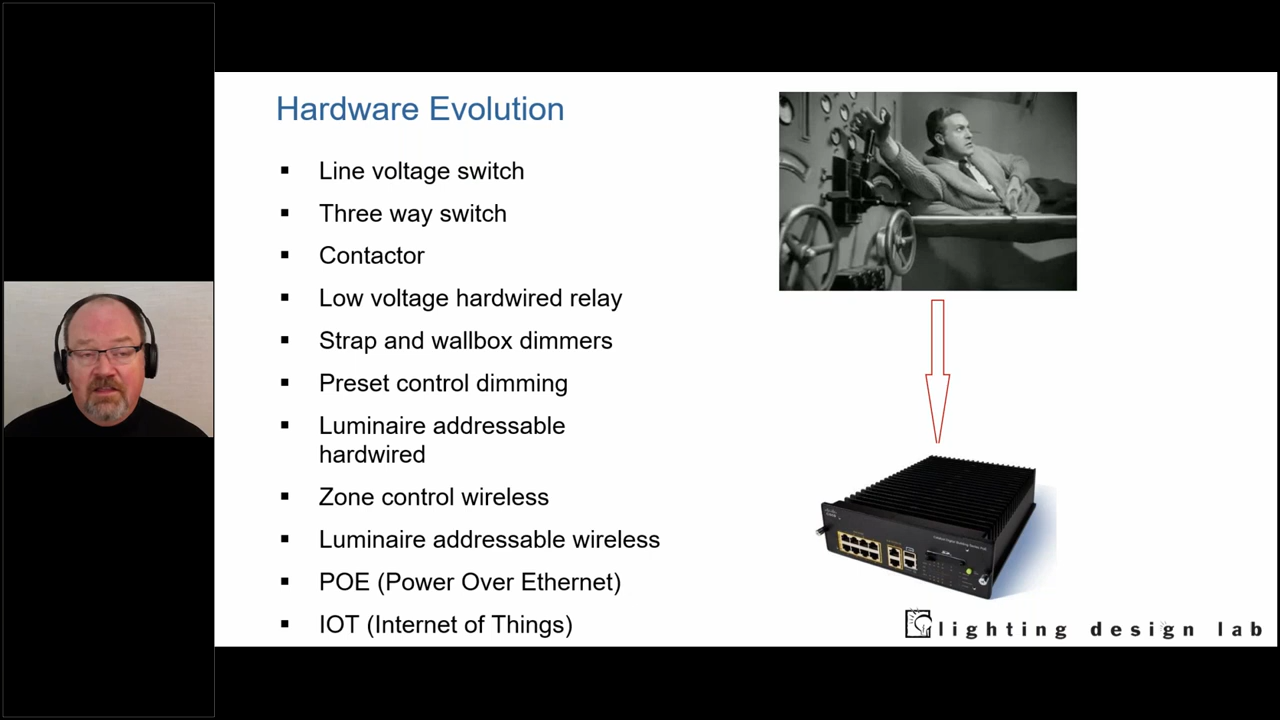 Hardware Evolution
Line voltage switch
Three way switch
Contactor
Low voltage hardwired relay
Strap and wallbox dimmers
Preset control dimming
Luminaire addressable
hardwired
Zone control wireless
Luminaire addressable wireless
POE (Power Over Ethernet)
IOT (Internet of Things)
lighting design lab